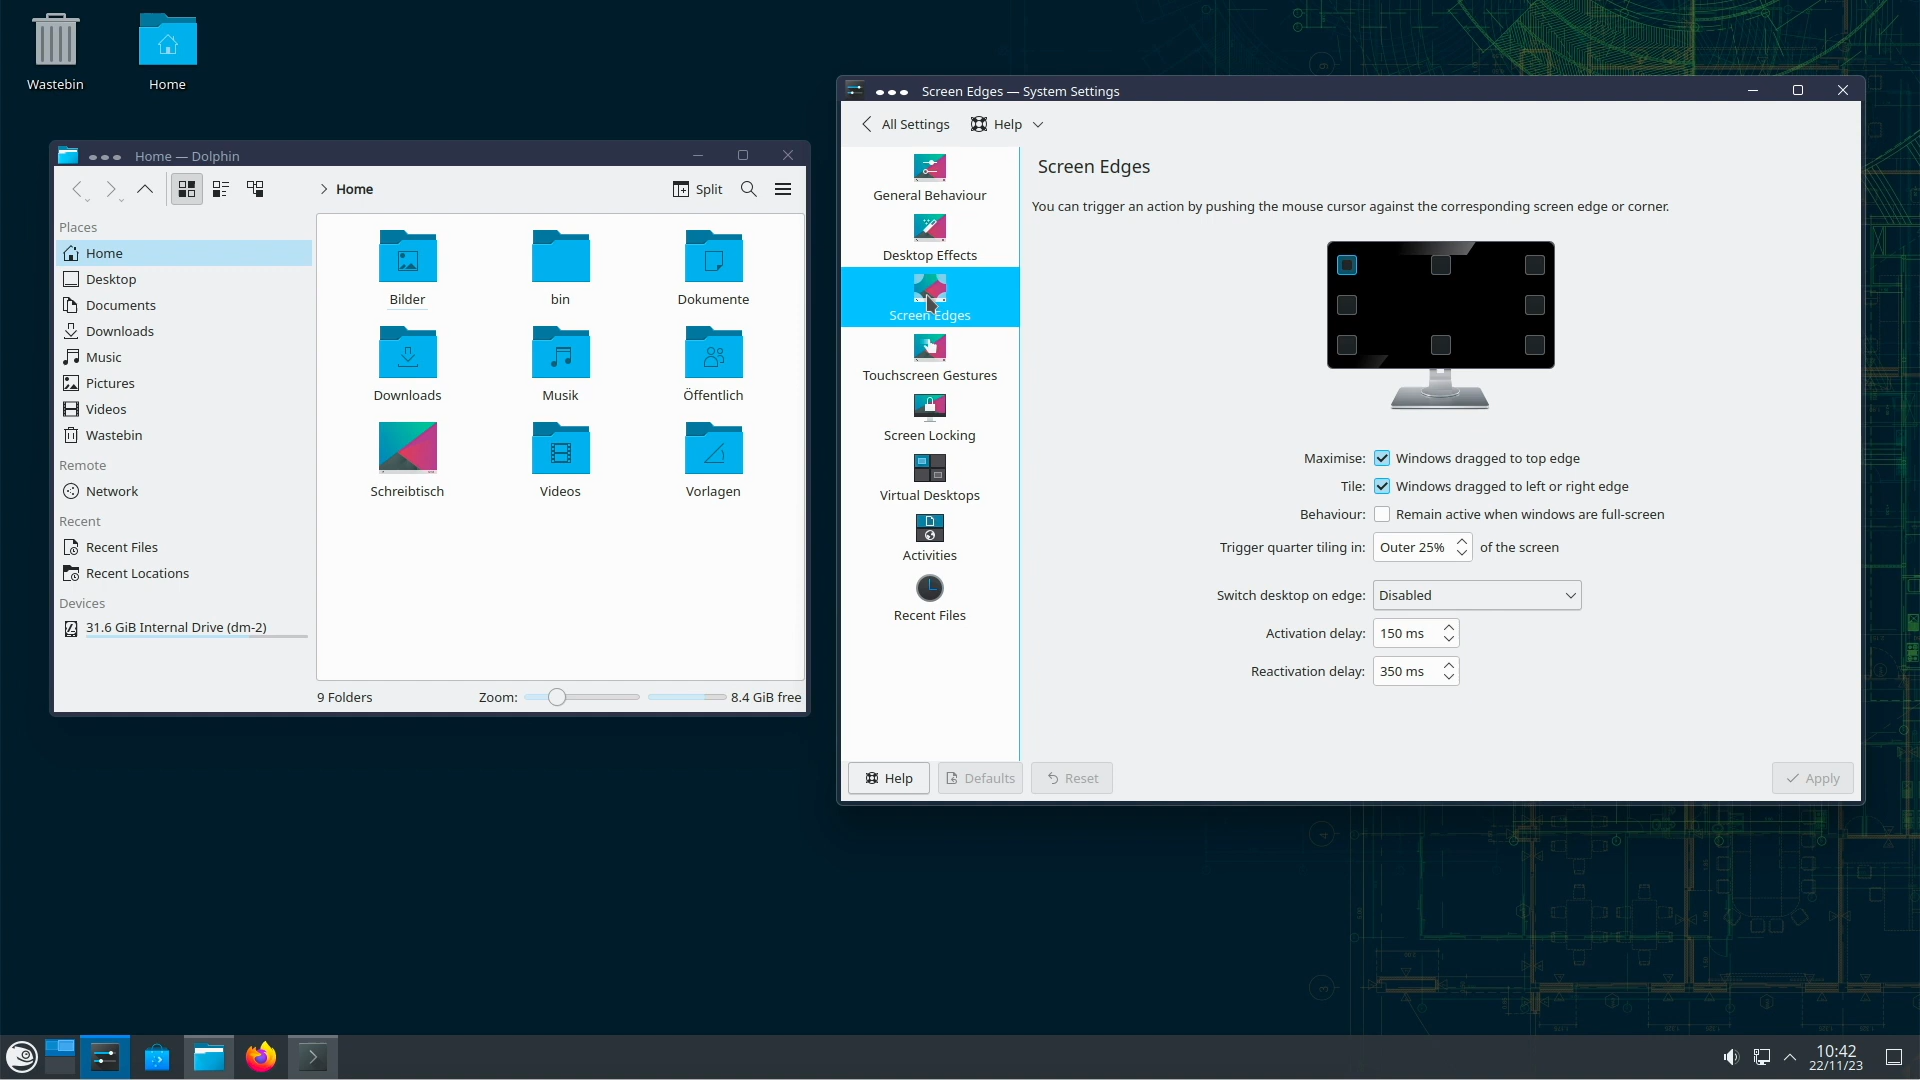 Wastebin
Home
Home — Dolphin
Home
Split
Places
Home
Desktop
Documents
Downloads
Music
Pictures
Videos
Wastebin
Remote
Network
Recent
Recent Files
Recent Locations
Devices
31.6 GiB Internal Drive (dm-2)
Bilder
bin
Dokumente
Downloads
Musik
Öffentlich
Schreibtisch
Videos
Vorlagen
9 Folders
Zoom:
8.4 GiB free
Screen Edges — System Settings
All Settings
Help
General Behaviour
Desktop Effects
Screen Edges
Touchscreen Gestures
Screen Locking
Virtual Desktops
Activities
Recent Files
Screen Edges
You can trigger an action by pushing the mouse cursor against the corresponding screen edge or corner.
Maximise: Windows dragged to top edge
Tile: Windows dragged to left or right edge
Behaviour: Remain active when windows are full-screen
Trigger quarter tiling in: Outer 25% of the screen
Switch desktop on edge: Disabled
Activation delay: 150 ms
Reactivation delay: 350 ms
Help
Defaults
Reset
Apply
10:42
22/11/23